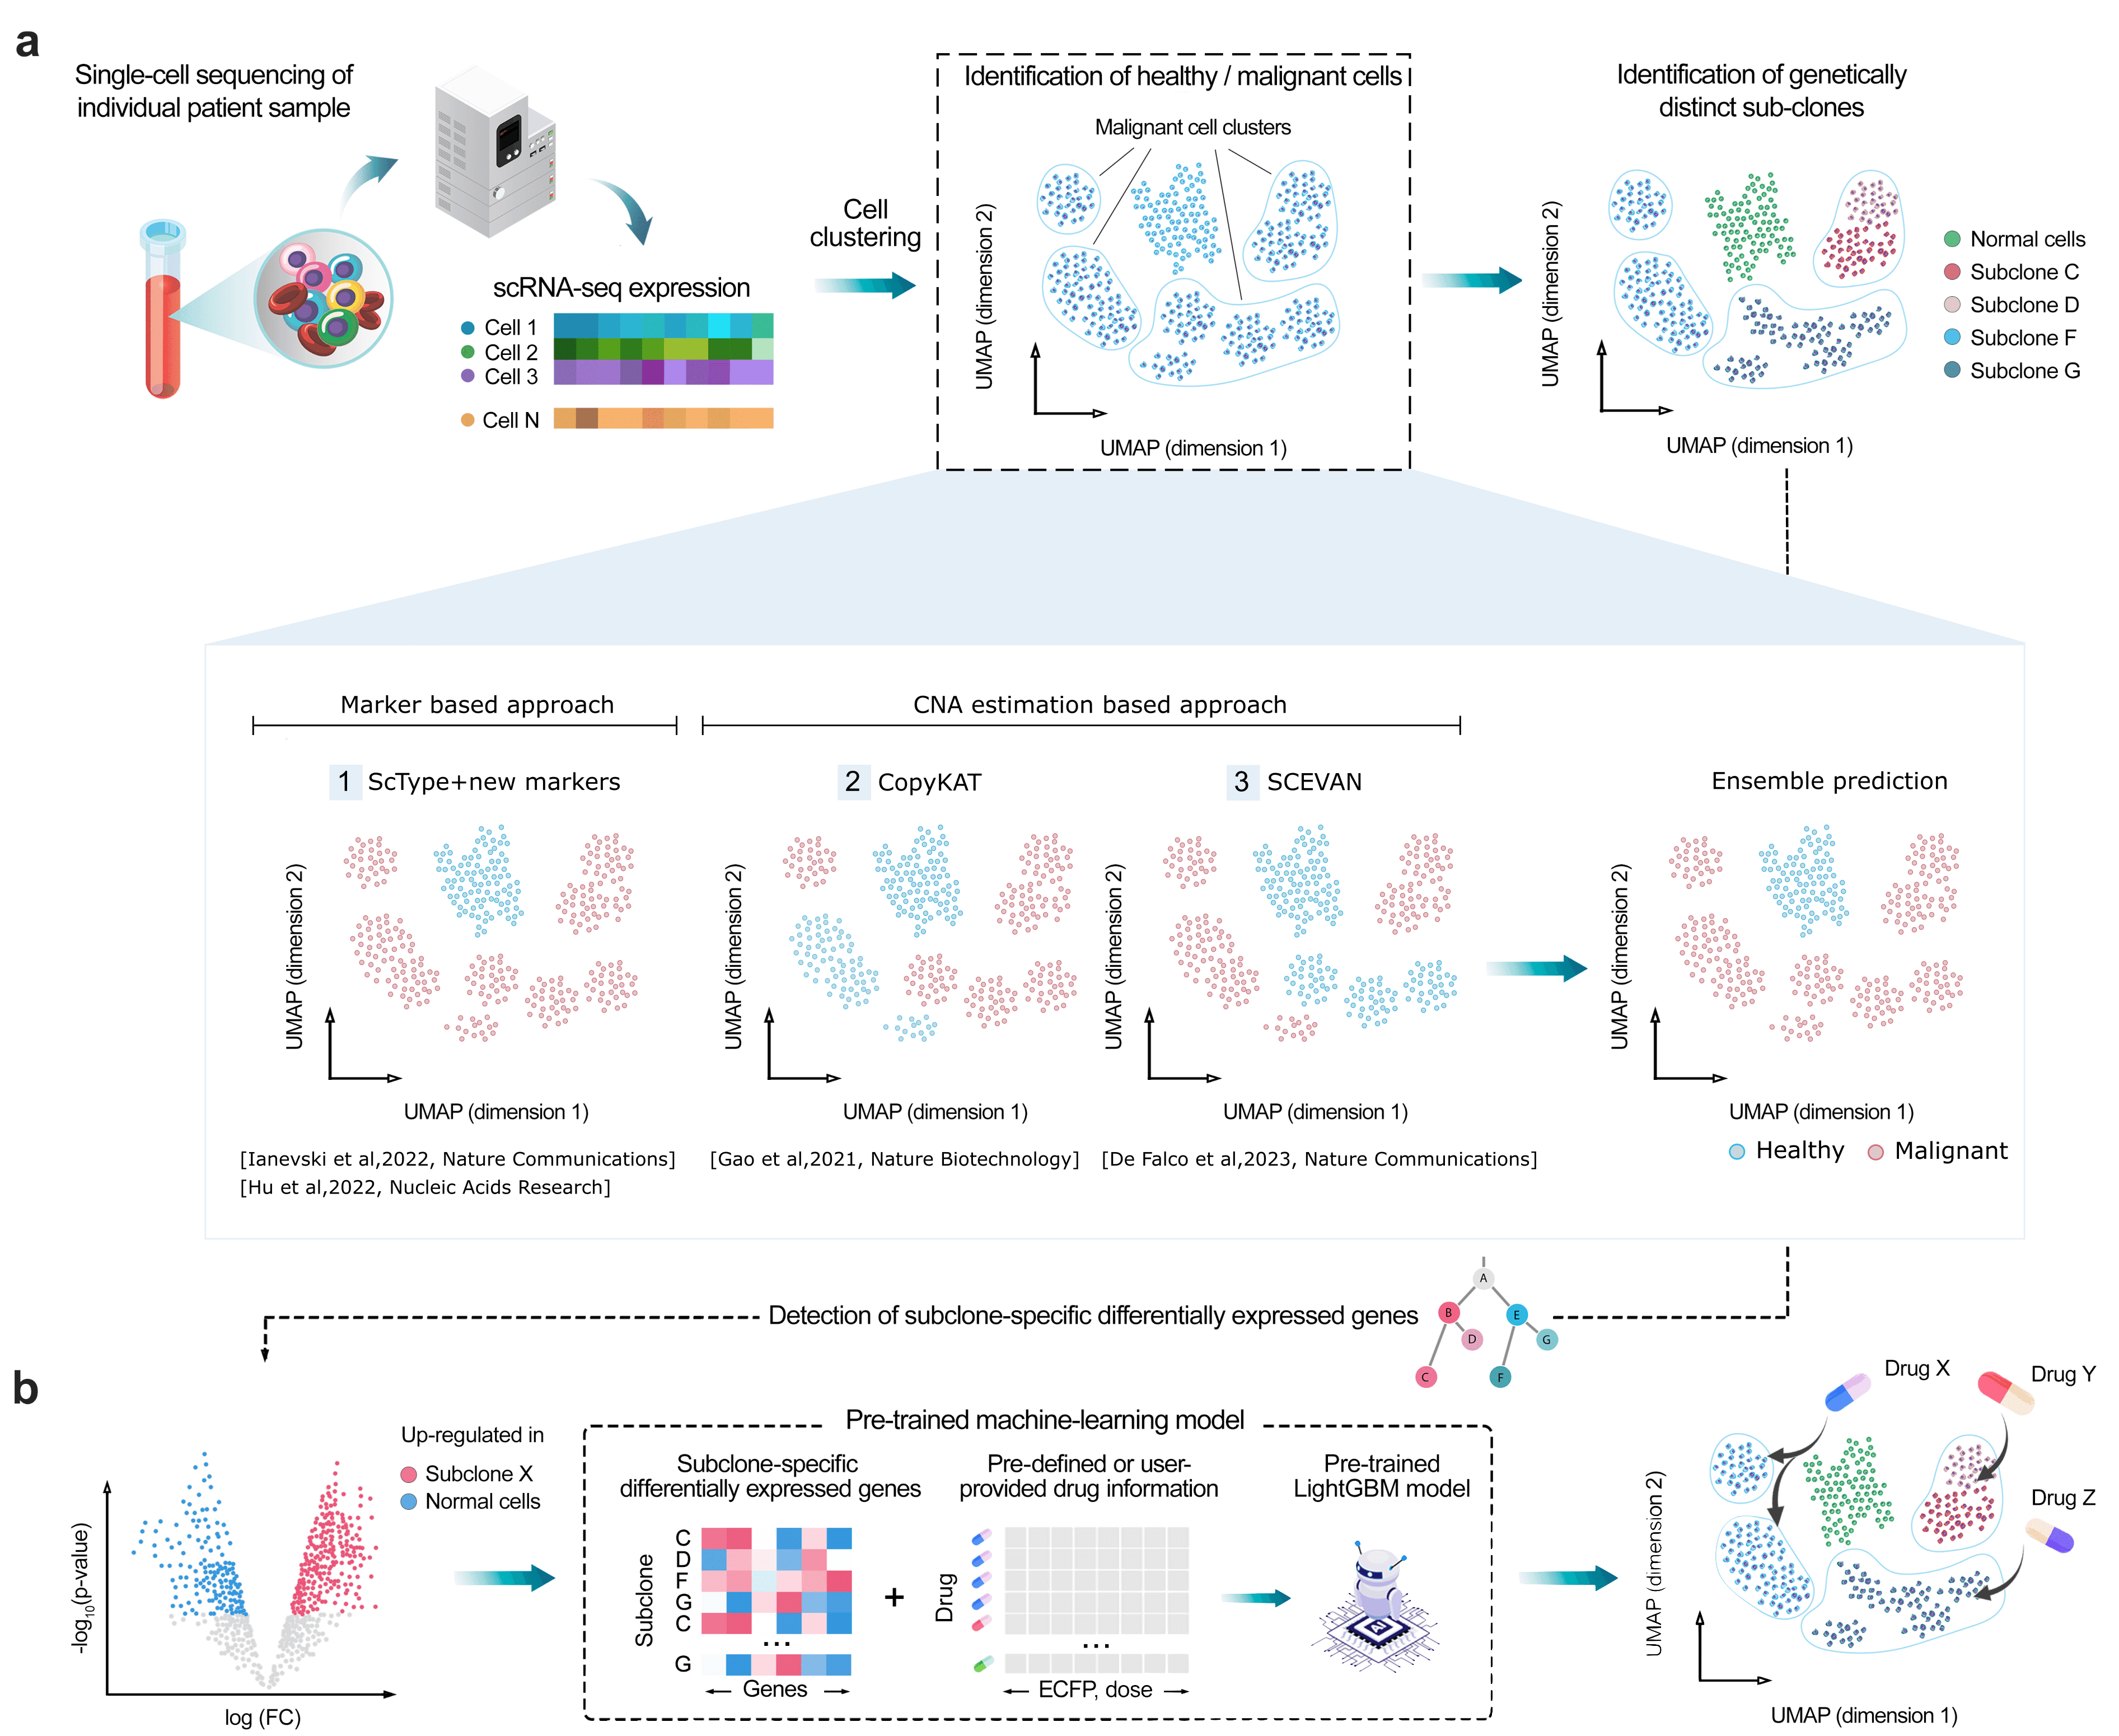 a
Single-cell sequencing of
individual patient sample
scRNA-seq expression
Cell 1
Cell 2
Cell 3
Cell N
Cell
clustering
Identification of healthy / malignant cells
Malignant cell clusters
UMAP (dimension 2)
UMAP (dimension 1)
Identification of genetically
distinct sub-clones
UMAP (dimension 2)
UMAP (dimension 1)
Normal cells
Subclone C
Subclone D
Subclone F
Subclone G
Marker based approach
CNA estimation based approach
1 ScType+new markers
2 CopyKAT
3 SCEVAN
Ensemble prediction
UMAP (dimension 2)
UMAP (dimension 1)
UMAP (dimension 2)
UMAP (dimension 1)
UMAP (dimension 2)
UMAP (dimension 1)
UMAP (dimension 2)
UMAP (dimension 1)
Healthy
Malignant
[Ianevski et al,2022, Nature Communications]
[Hu et al,2022, Nucleic Acids Research]
[Gao et al,2021, Nature Biotechnology]
[De Falco et al,2023, Nature Communications]
Detection of subclone-specific differentially expressed genes
A
B
E
D
G
C
F
b
-log10(p-value)
log (FC)
Up-regulated in
Subclone X
Normal cells
Pre-trained machine-learning model
Subclone-specific
differentially expressed genes
Subclone
C
D
F
G
C
...
G
Genes
+
Pre-defined or user-
provided drug information
Drug
...
ECFP, dose
Pre-trained
LightGBM model
AI
Drug X
Drug Y
Drug Z
UMAP (dimension 2)
UMAP (dimension 1)